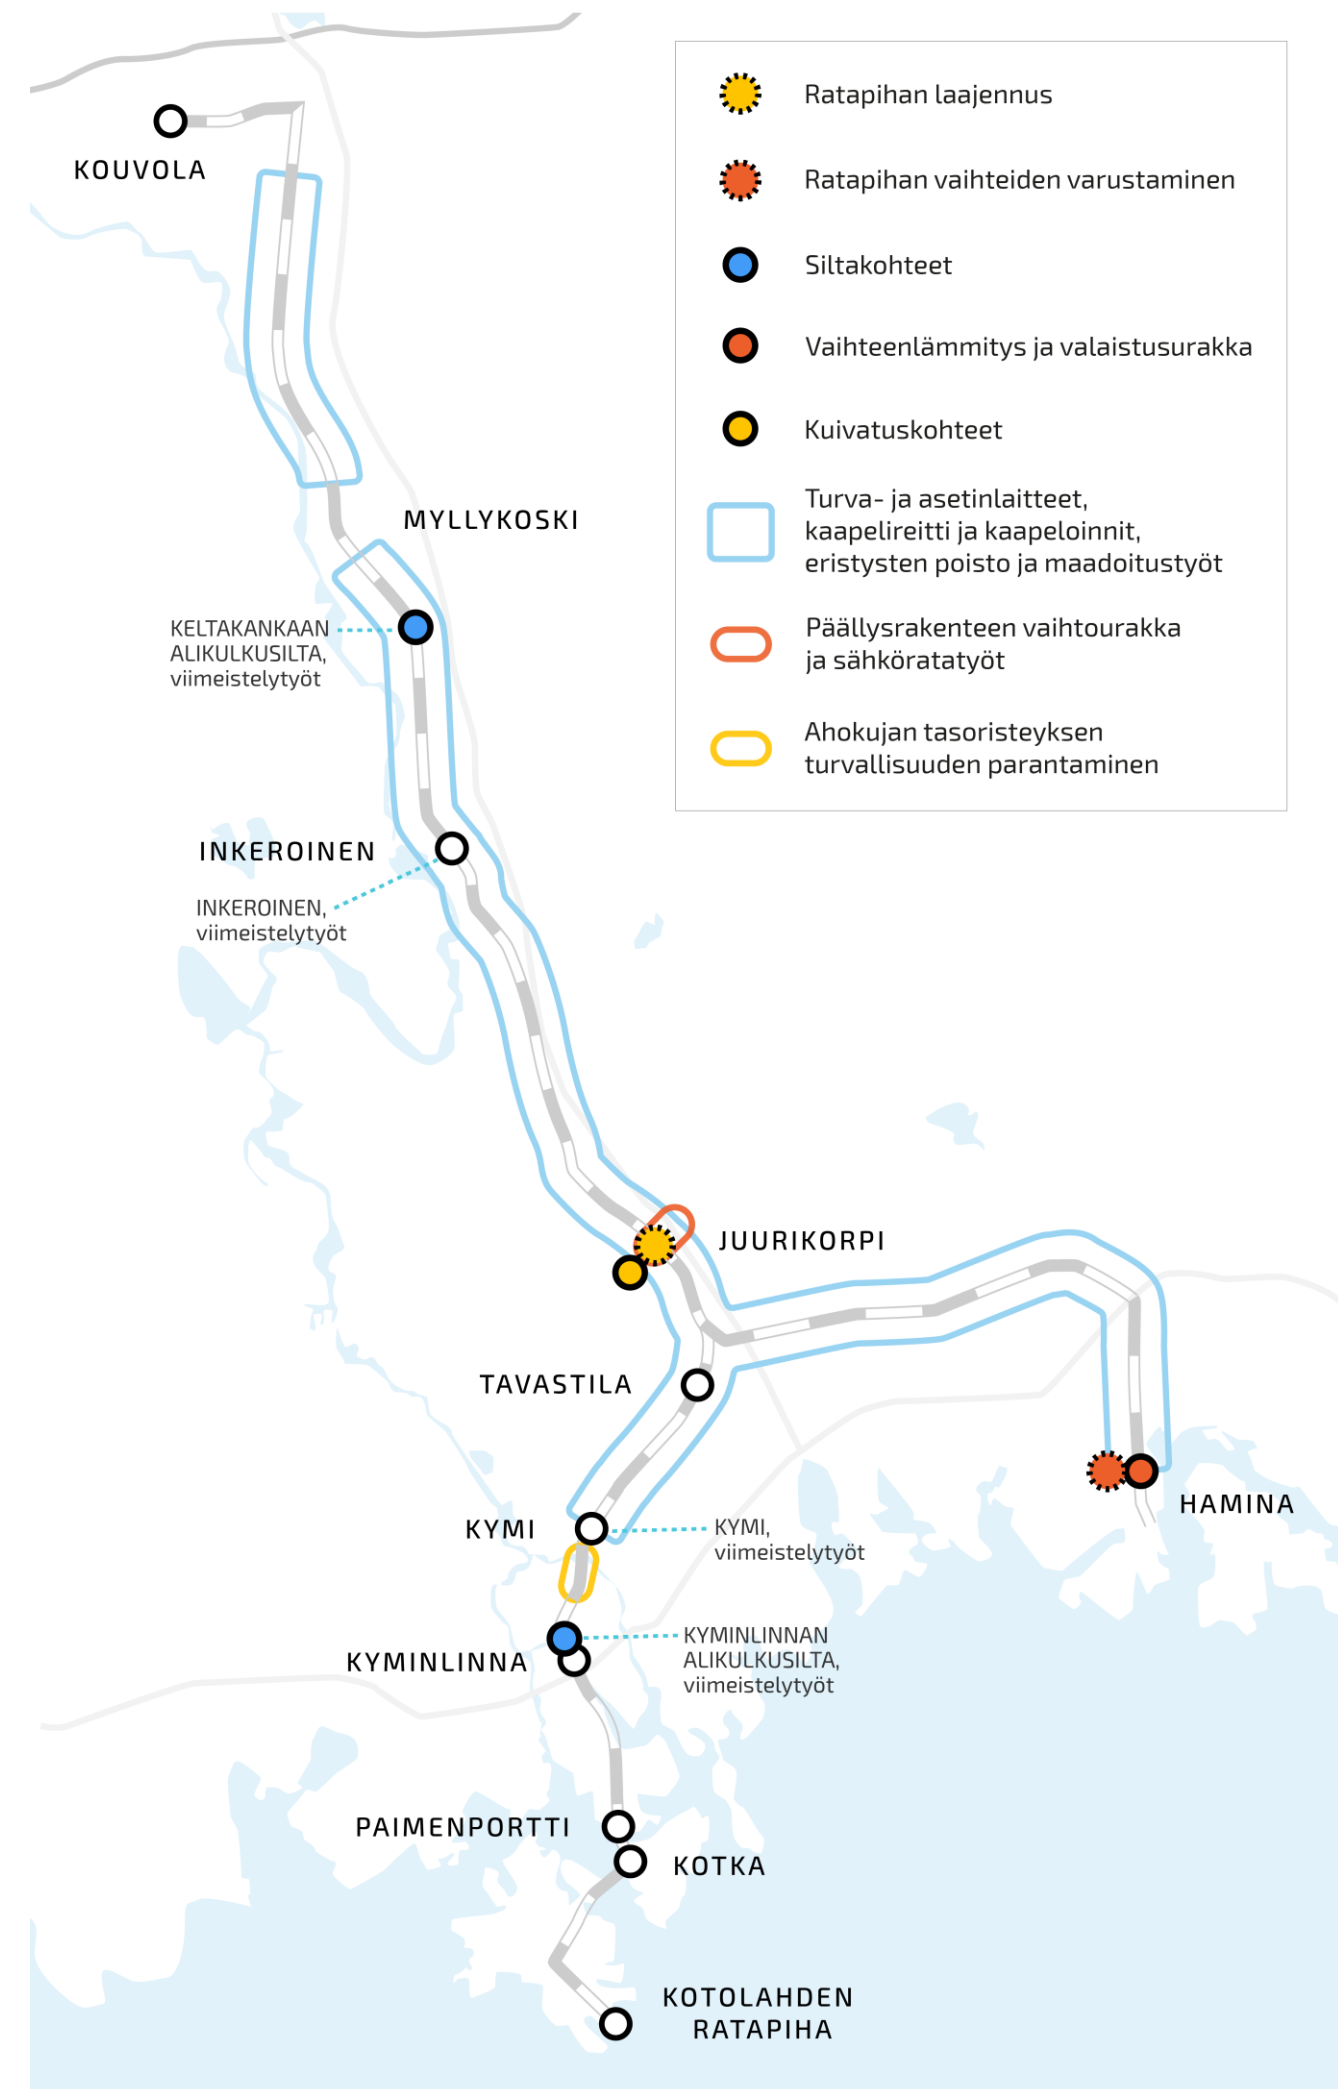 Ratapihan laajennus
Ratapihan vaihteiden varustaminen
Siltakohteet
Vaihteenlämmitys ja valaistusurakka
Kuivatuskohteet
Turva- ja asetinlaitteet,
kaapelireitti ja kaapeloinnit,
eristysten poisto ja maadoitustyöt
Päällysrakenteen vaihtourakka
ja sähköratatyöt
Ahokujan tasoristeyksen
turvallisuuden parantaminen
KOUVOLA
MYLLYKOSKI
KELTAKANKAAN
ALIKULKUSILTA,
viimeistelytyöt
INKEROINEN
INKEROINEN,
viimeistelytyöt
JUURIKORPI
TAVASTILA
HAMINA
KYMI
KYMI,
viimeistelytyöt
KYMINLINNAN
ALIKULKUSILTA,
viimeistelytyöt
KYMINLINNA
PAIMENPORTTI
KOTKA
KOTOLAHDEN
RATAPIHA